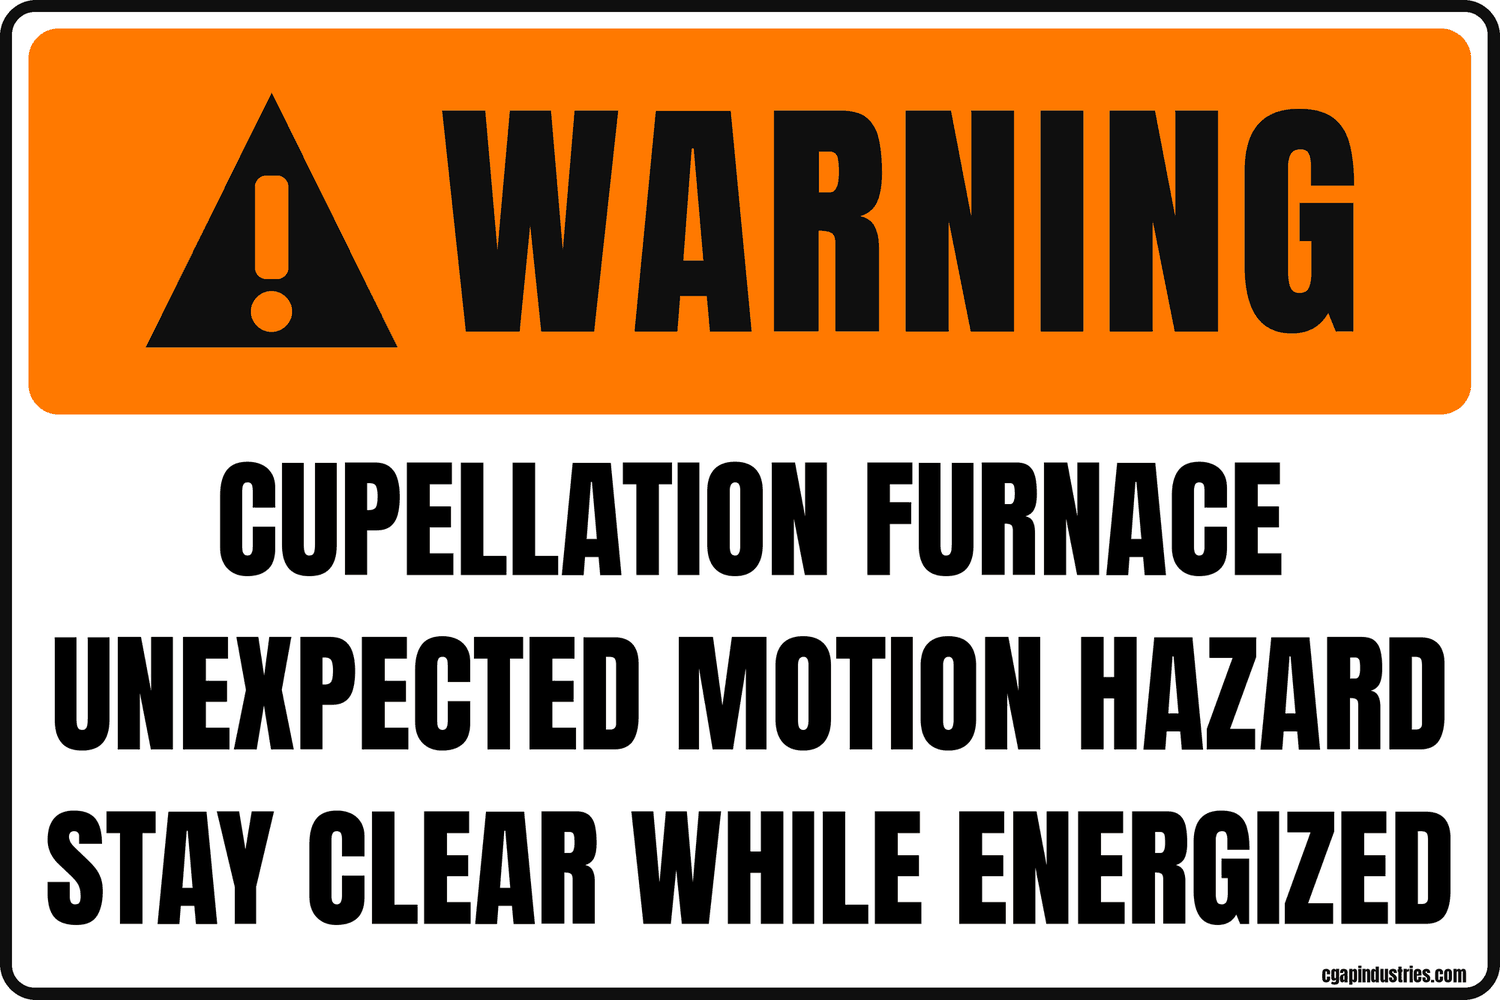 WARNING
CUPELLATION FURNACE
UNEXPECTED MOTION HAZARD
STAY CLEAR WHILE ENERGIZED
cgapindustries.com